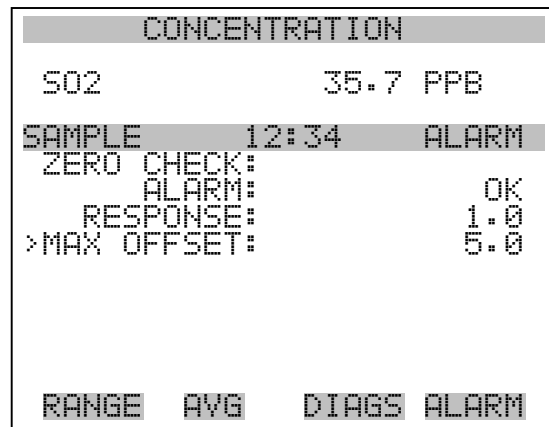 CONCENTRATION
SO2 35.7 PPB
SAMPLE 12:34 ALARM
ZERO CHECK:
ALARM: OK
RESPONSE: 1.0
>MAX OFFSET: 5.0
RANGE AVG DIAGS ALARM